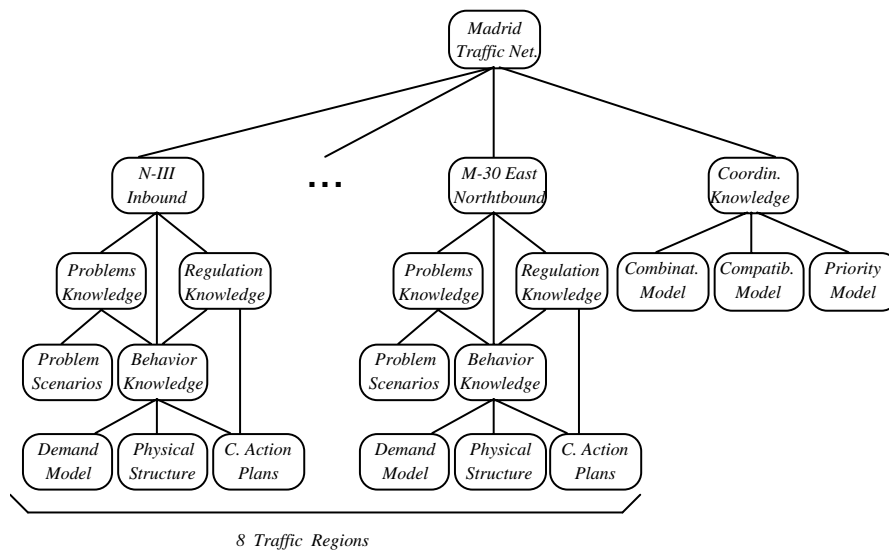 Madrid
Traffic Net.
N-III
Inbound
...
M-30 East
Northtbound
Coordin.
Knowledge
Problems
Knowledge
Regulation
Knowledge
Problems
Knowledge
Regulation
Knowledge
Combinat.
Model
Compatib.
Model
Priority
Model
Problem
Scenarios
Behavior
Knowledge
Problem
Scenarios
Behavior
Knowledge
Demand
Model
Physical
Structure
C. Action
Plans
Demand
Model
Physical
Structure
C. Action
Plans
8 Traffic Regions